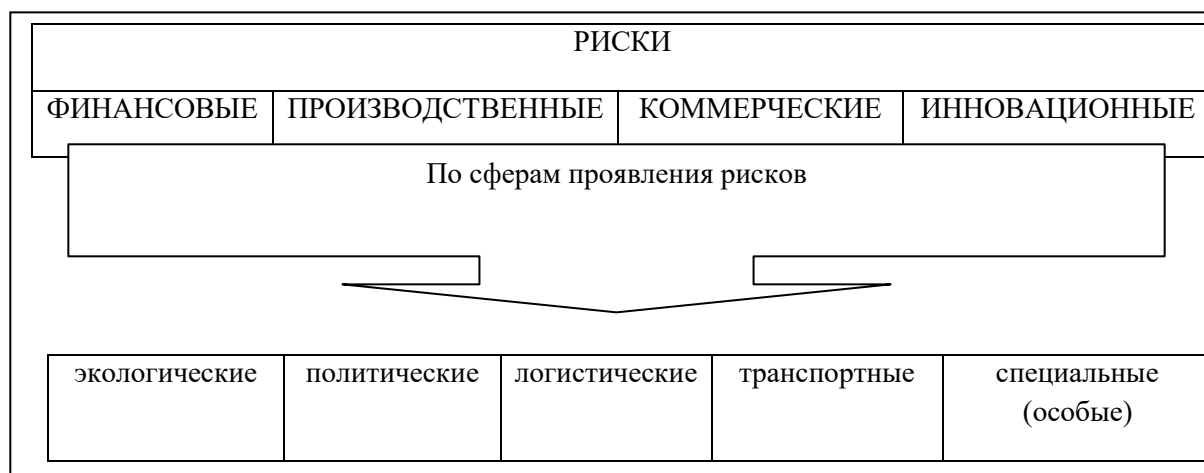 РИСКИ
ФИНАНСОВЫЕ ПРОИЗВОДСТВЕННЫЕ КОММЕРЧЕСКИЕ ИННОВАЦИОННЫЕ
По сферам проявления рисков
экологические политические логистические транспортные специальные
(особые)